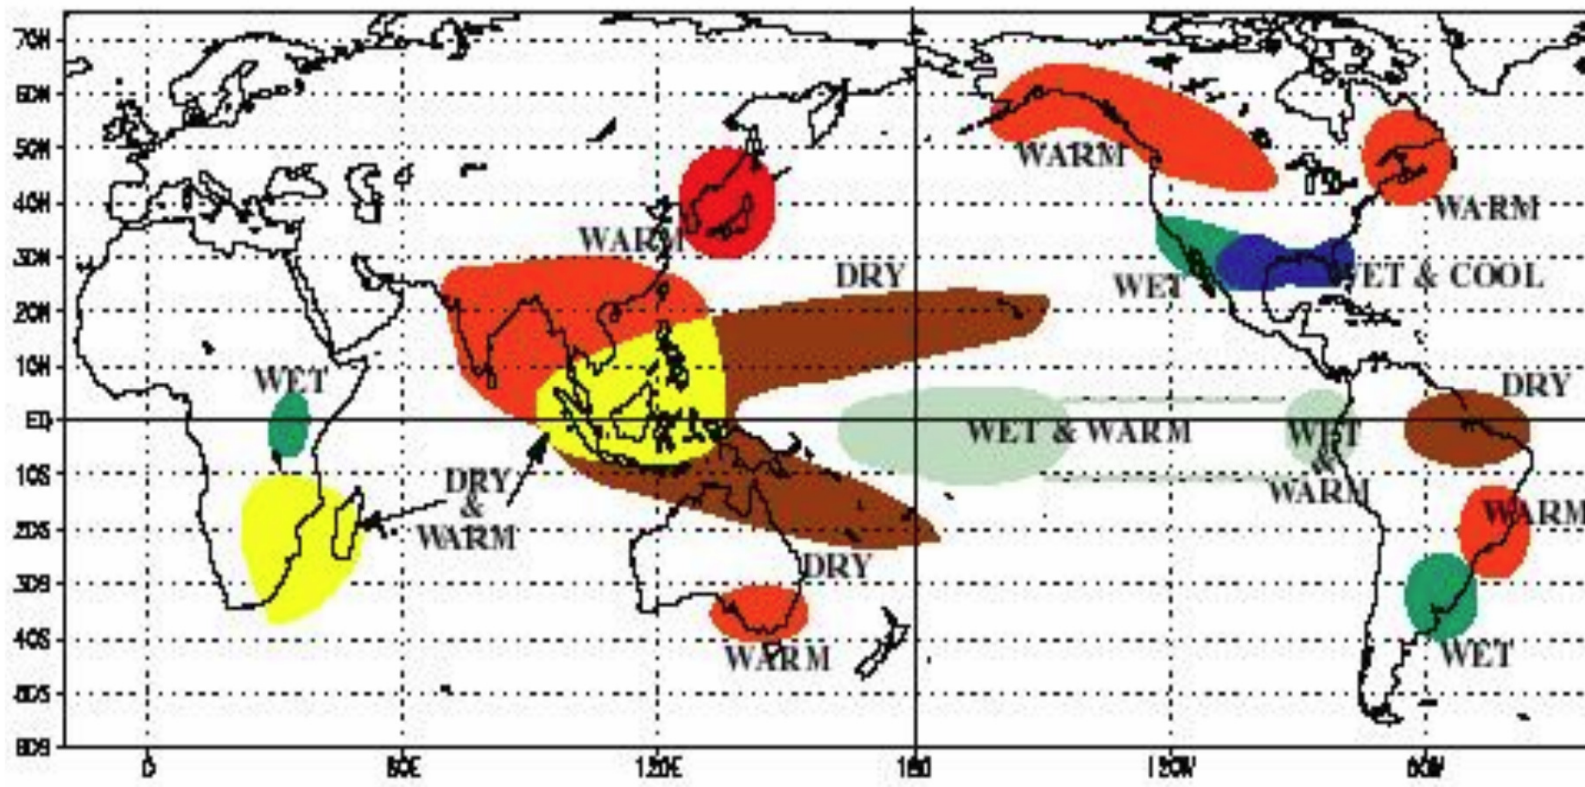 70N
60N
50N
40N
30N
20N
10N
EQ
10S
20S
30S
40S
50S
60S
0
60E
120E
180
120W
60W
WARM
WARM
WARM
DRY
WET
WET & COOL
WET
DRY
WET & WARM
WET
&
WARM
DRY
&
WARM
WARM
DRY
WARM
WET